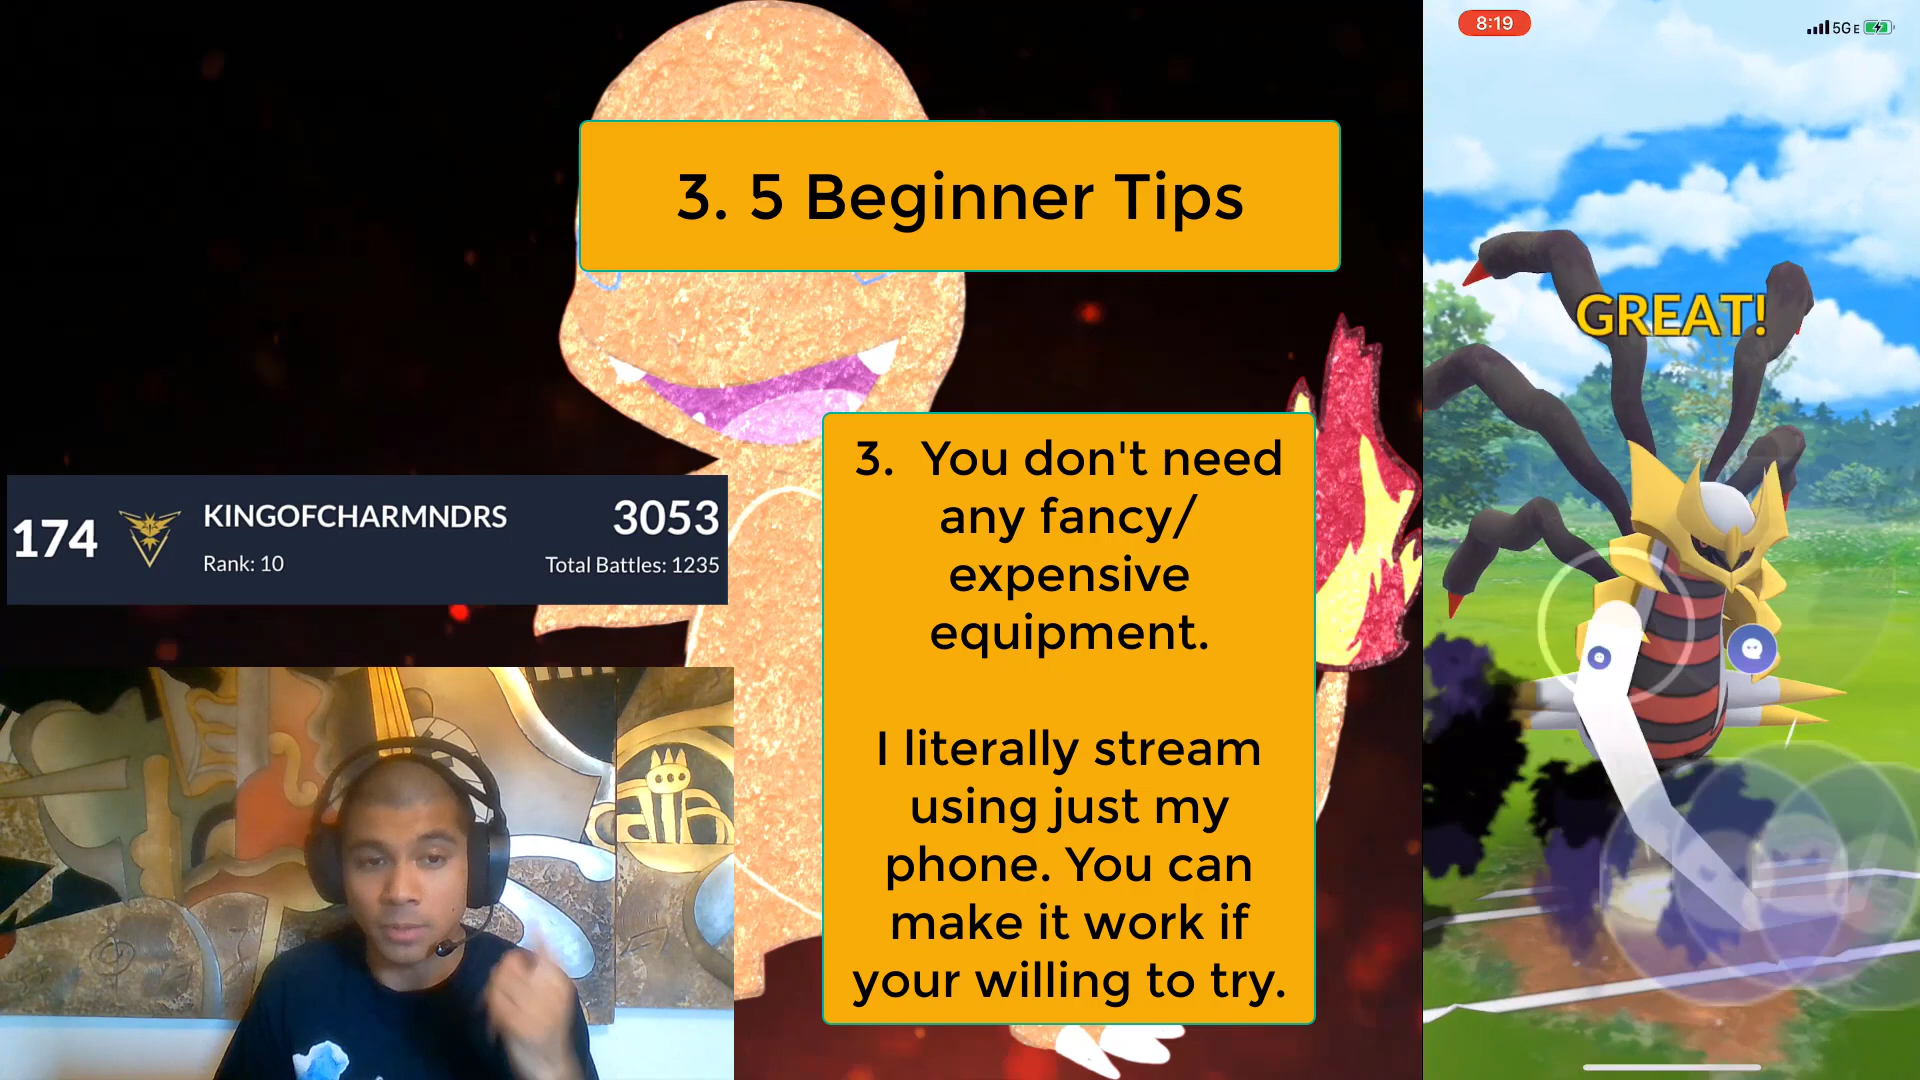 8:19
5GE
3. 5 Beginner Tips
GREAT!
174
KINGOFCHARMNDRS
3053
Rank: 10
Total Battles: 1235
3. You don't need
any fancy/
expensive
equipment.
I literally stream
using just my
phone. You can
make it work if
your willing to try.